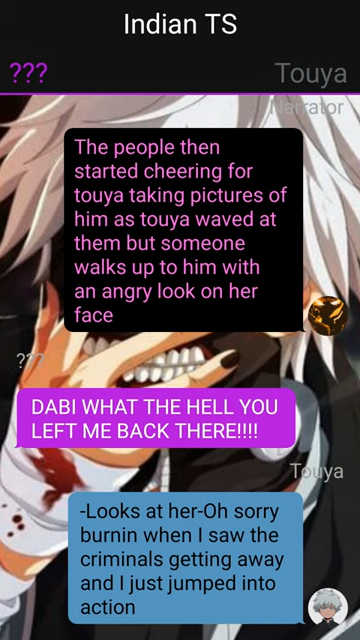 Indian TS
??? Touya
Narrator
The people then
started cheering for
touya taking pictures of
him as touya waved at
them but someone
walks up to him with
an angry look on her
face
???
DABI WHAT THE HELL YOU
LEFT ME BACK THERE!!!!
Touya
-Looks at her-Oh sorry
burnin when I saw the
criminals getting away
and I just jumped into
action